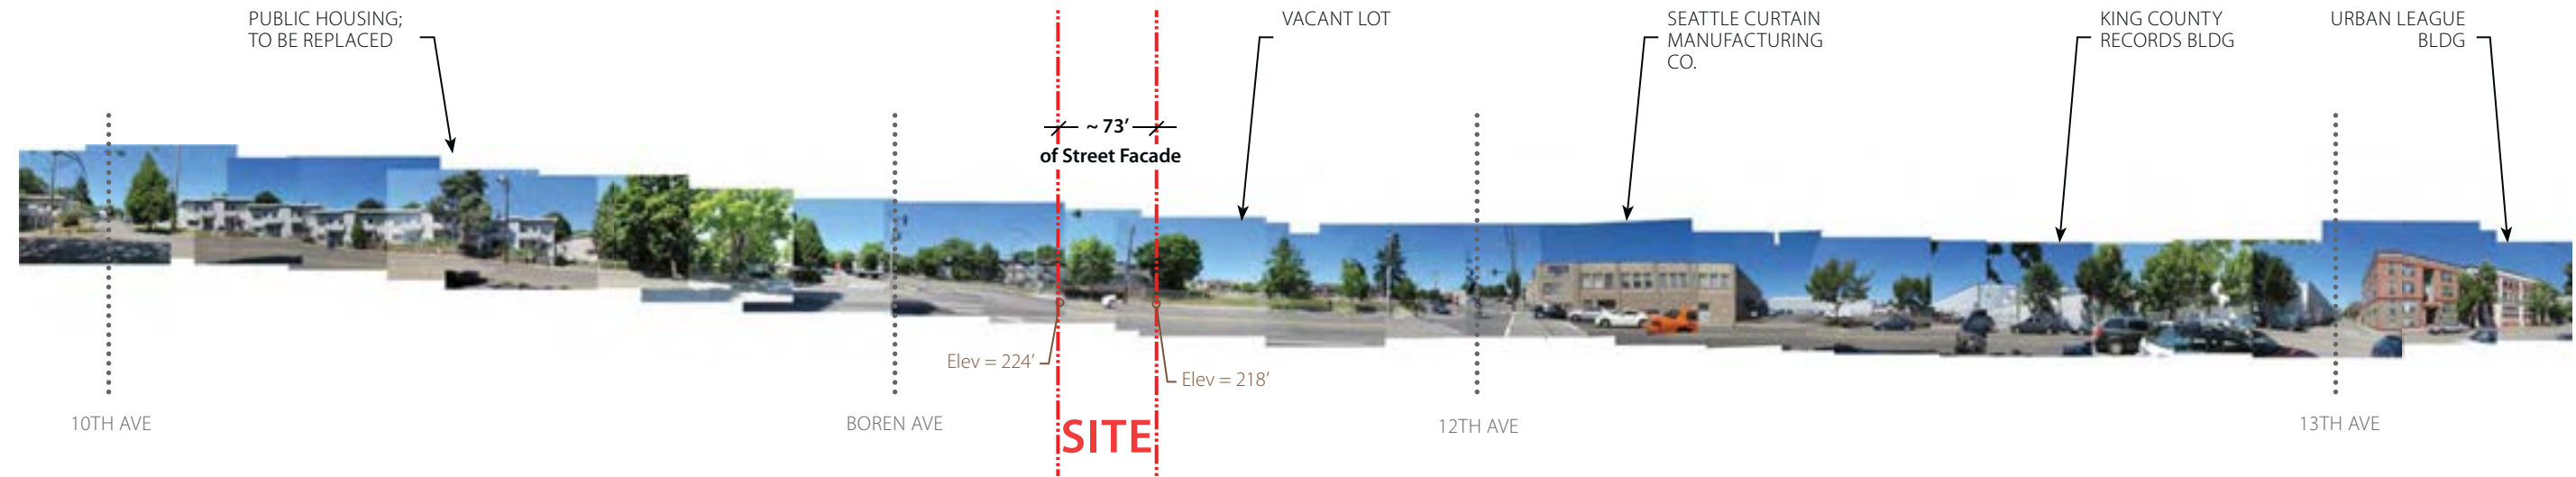 PUBLIC HOUSING;
TO BE REPLACED
VACANT LOT
SEATTLE CURTAIN
MANUFACTURING
CO.
KING COUNTY
RECORDS BLDG
URBAN LEAGUE
BLDG
~ 73’
of Street Facade
Elev = 224’
Elev = 218’
10TH AVE
BOREN AVE
SITE
12TH AVE
13TH AVE